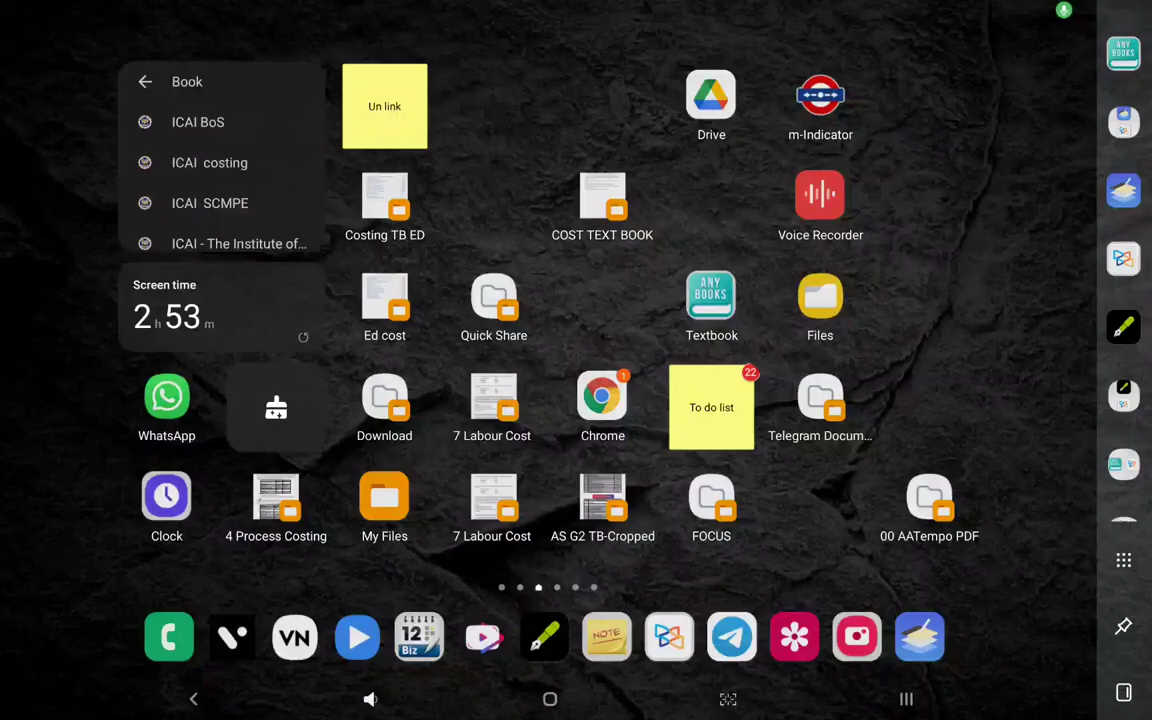 Book
ICAI BoS
ICAI costing
ICAI SCMPE
ICAI - The Institute of...
Un link
Drive
m-Indicator
Costing TB ED
COST TEXT BOOK
Voice Recorder
Screen time
2 h 53 m
Ed cost
Quick Share
ANY BOOKS
Textbook
Files
WhatsApp
Download
7 Labour Cost
1
Chrome
To do list
22
Telegram Docum...
Clock
4 Process Costing
My Files
7 Labour Cost
AS G2 TB-Cropped
FOCUS
00 AATempo PDF
VN
12
Biz
NOTE
ANY BOOKS